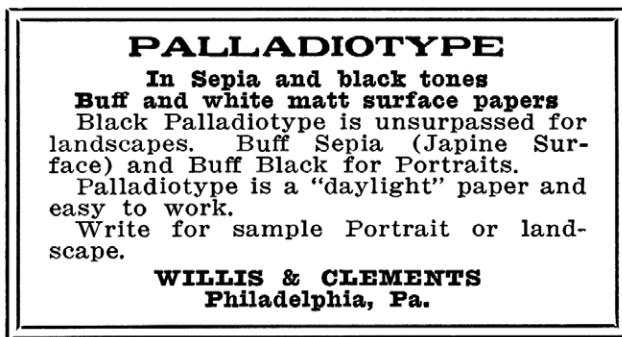 PALLADIOTYPE
In Sepia and black tones
Buff and white matt surface papers
Black Palladiotype is unsurpassed for
landscapes. Buff Sepia (Japine Sur-
face) and Buff Black for Portraits.
Palladiotype is a “daylight” paper and
easy to work.
Write for sample Portrait or land-
scape.
WILLIS & CLEMENTS
Philadelphia, Pa.